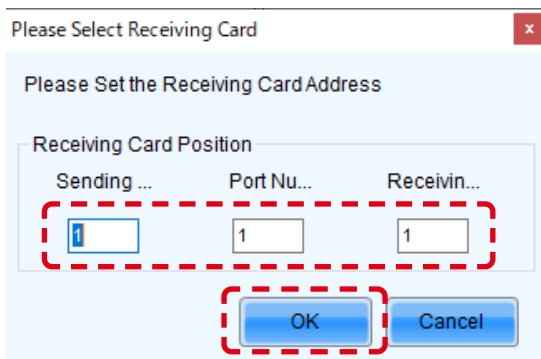 Please Select Receiving Card x
Please Set the Receiving Card Address
Receiving Card Position
Sending ... Port Nu... Receivin...
1 1 1
OK Cancel